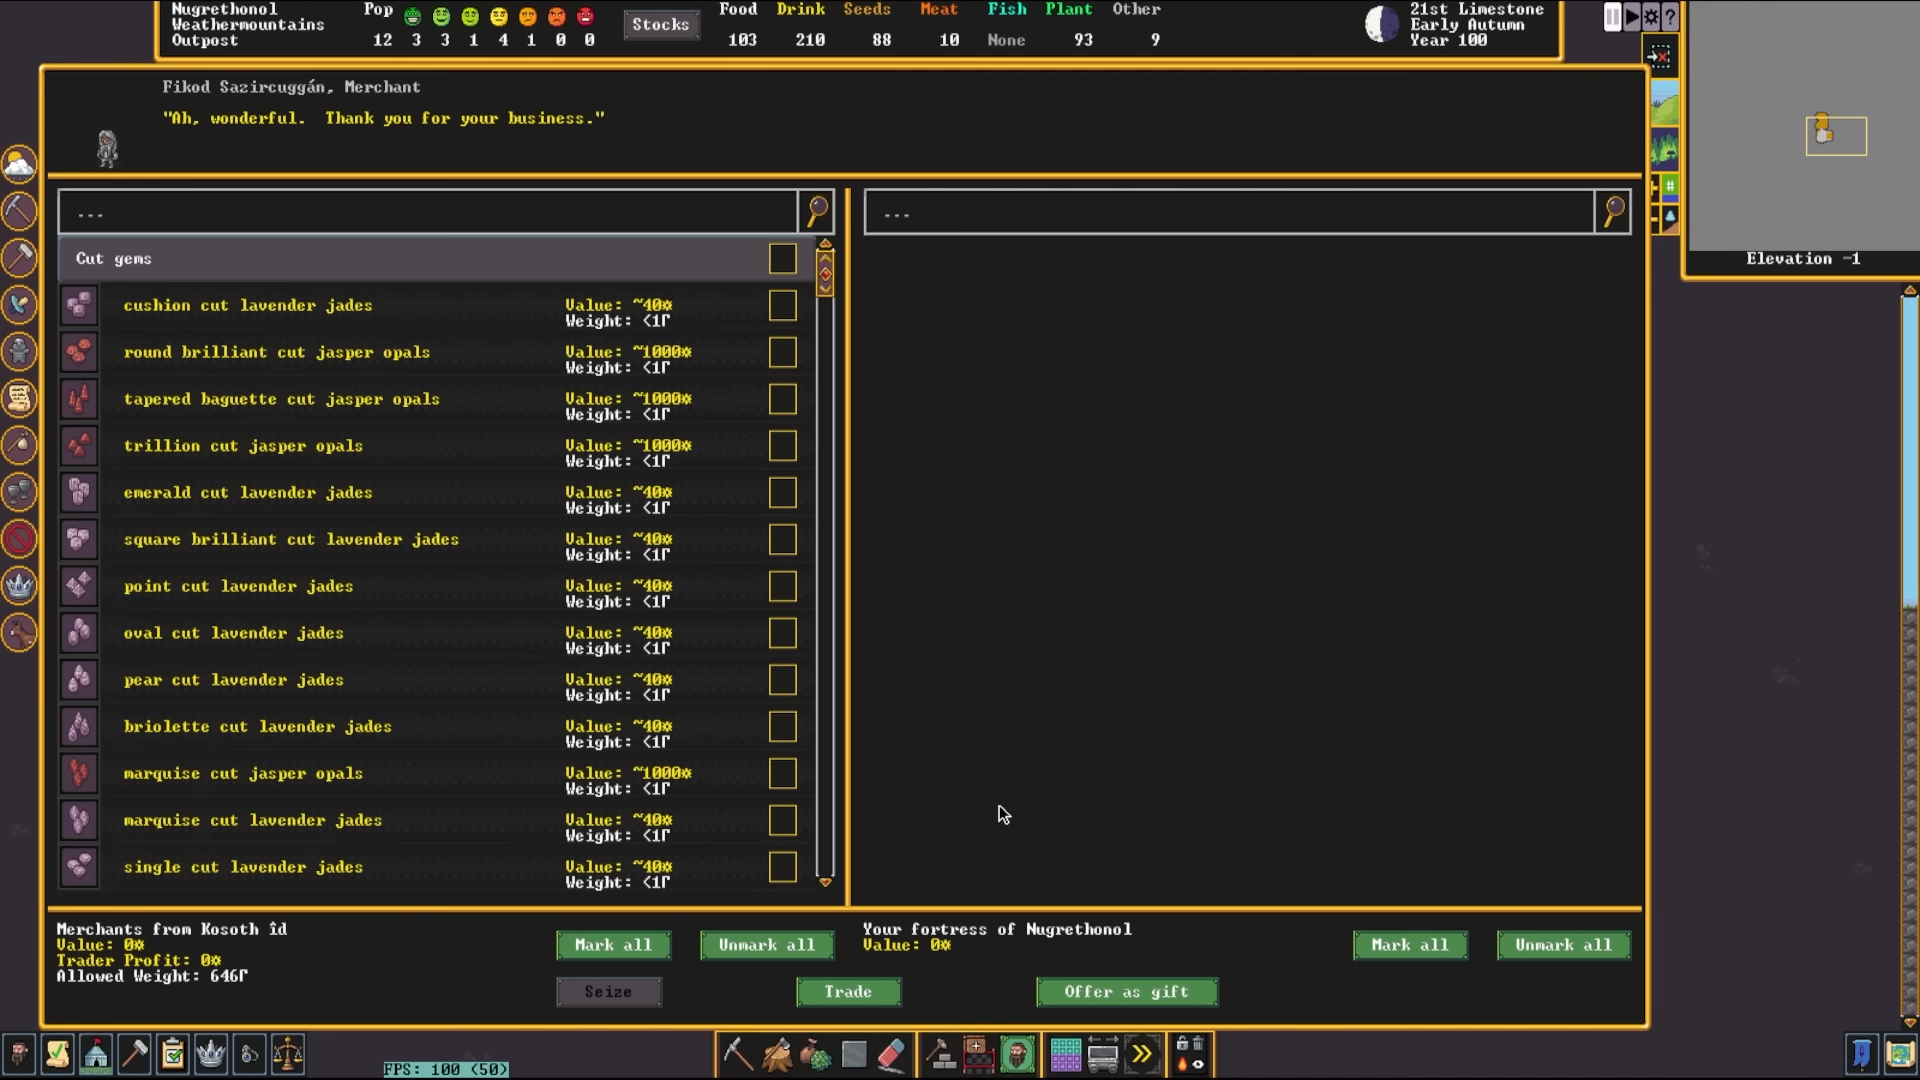 Nugrethonol
Weathermountains
Outpost
Pop
12 3 3 1 4 1 0 0
Stocks
Food Drink Seeds Meat Fish Plant Other
103 210 88 10 None 93 9
21st Limestone
Early Autumn
Year 100
Fikod Sazircuggán, Merchant
"Ah, wonderful. Thank you for your business."
Elevation -1
...
...
Cut gems
cushion cut lavender jades Value: ~40☼
Weight: <1Γ
round brilliant cut jasper opals Value: ~1000☼
Weight: <1Γ
tapered baguette cut jasper opals Value: ~1000☼
Weight: <1Γ
trillion cut jasper opals Value: ~1000☼
Weight: <1Γ
emerald cut lavender jades Value: ~40☼
Weight: <1Γ
square brilliant cut lavender jades Value: ~40☼
Weight: <1Γ
point cut lavender jades Value: ~40☼
Weight: <1Γ
oval cut lavender jades Value: ~40☼
Weight: <1Γ
pear cut lavender jades Value: ~40☼
Weight: <1Γ
briolette cut lavender jades Value: ~40☼
Weight: <1Γ
marquise cut jasper opals Value: ~1000☼
Weight: <1Γ
marquise cut lavender jades Value: ~40☼
Weight: <1Γ
single cut lavender jades Value: ~40☼
Weight: <1Γ
Merchants from Kosoth îd
Value: 0☼
Trader Profit: 0☼
Allowed Weight: 646Γ
Mark all
Unmark all
Your fortress of Nugrethonol
Value: 0☼
Mark all
Unmark all
Seize
Trade
Offer as gift
FPS: 100 (50)